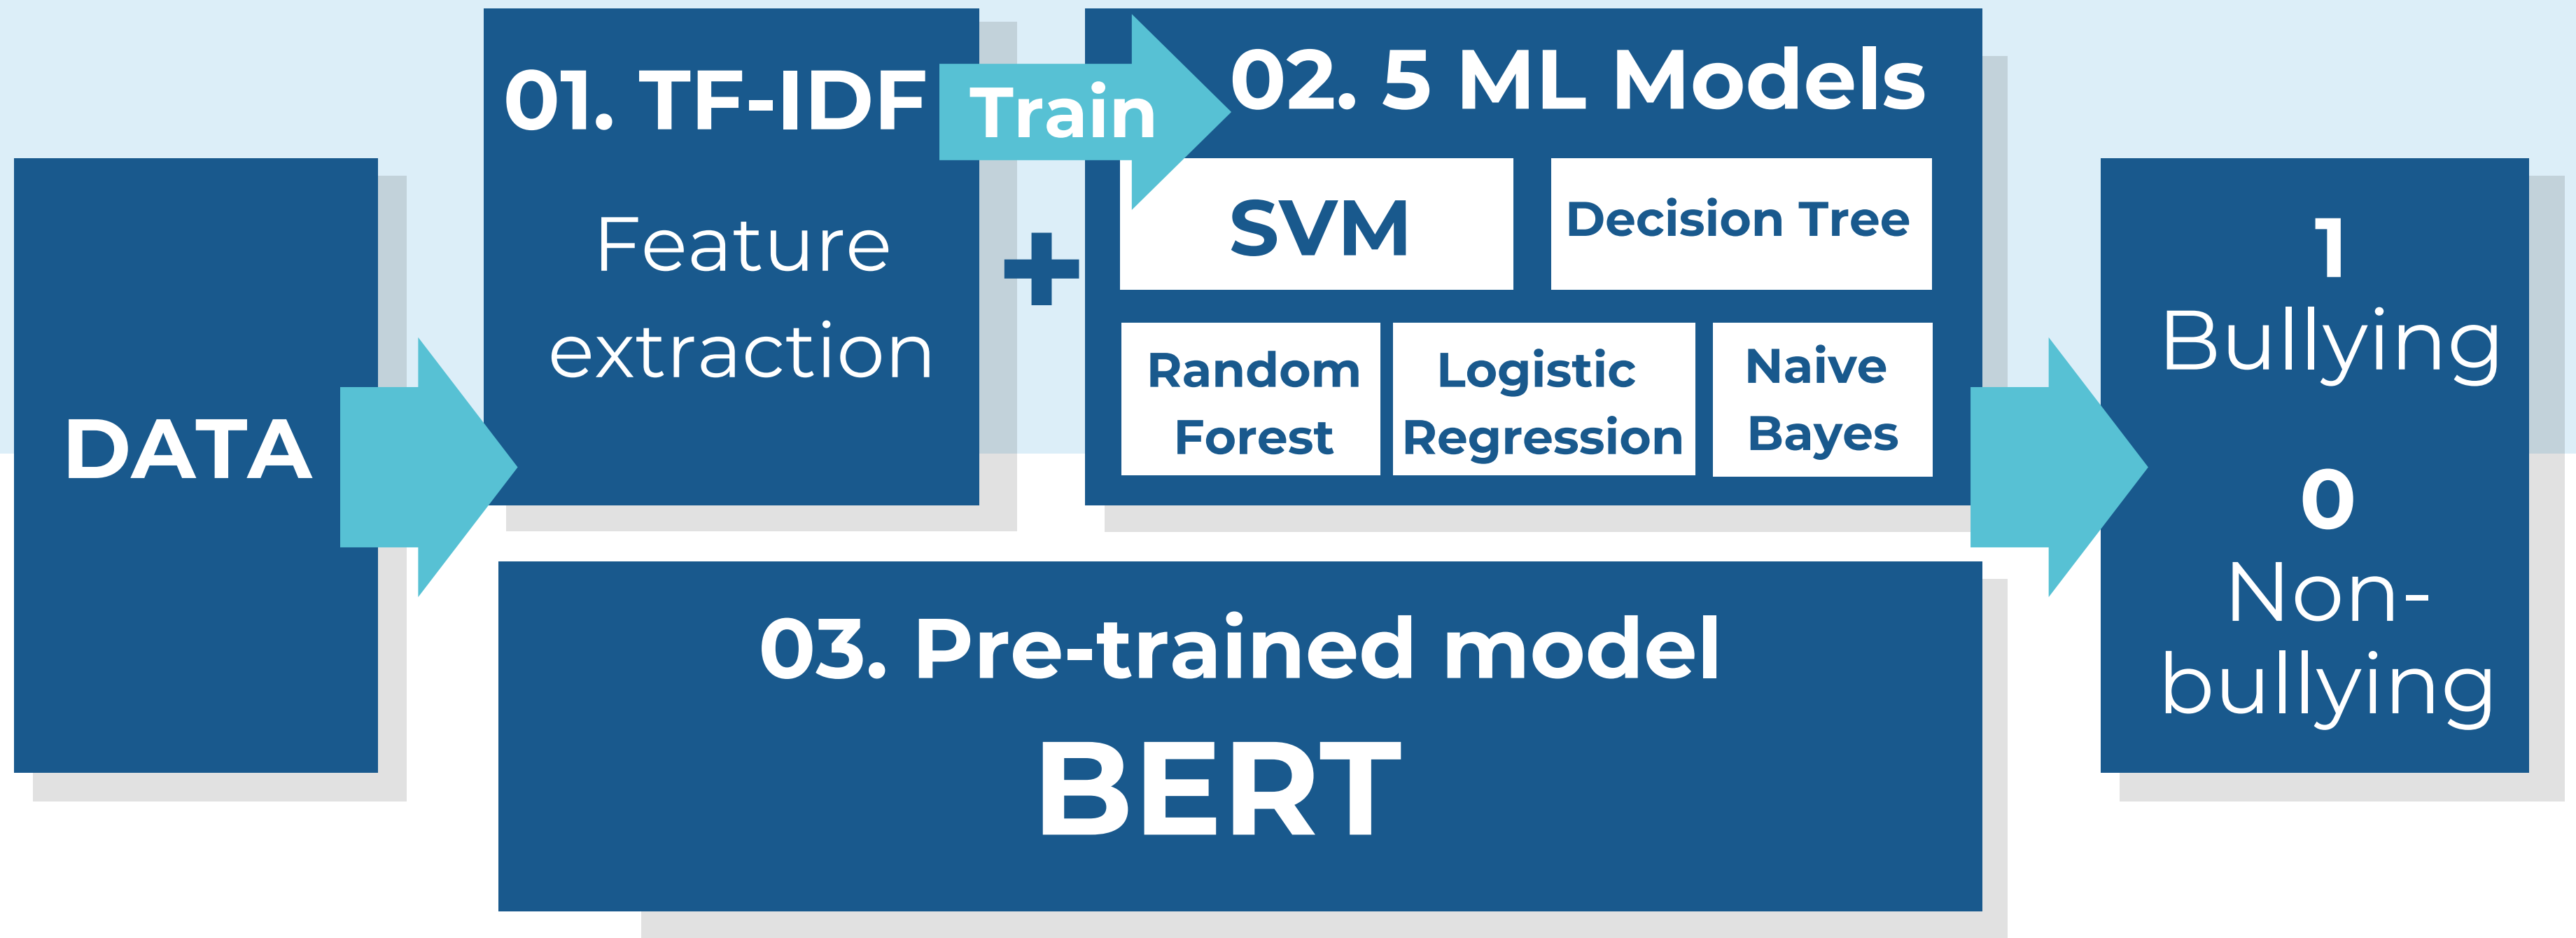 DATA
01. TF-IDF
Feature
extraction
Train
+
02. 5 ML Models
SVM
Decision Tree
Random
Forest
Logistic
Regression
Naive
Bayes
03. Pre-trained model
BERT
1
Bullying
0
Non-
bullying